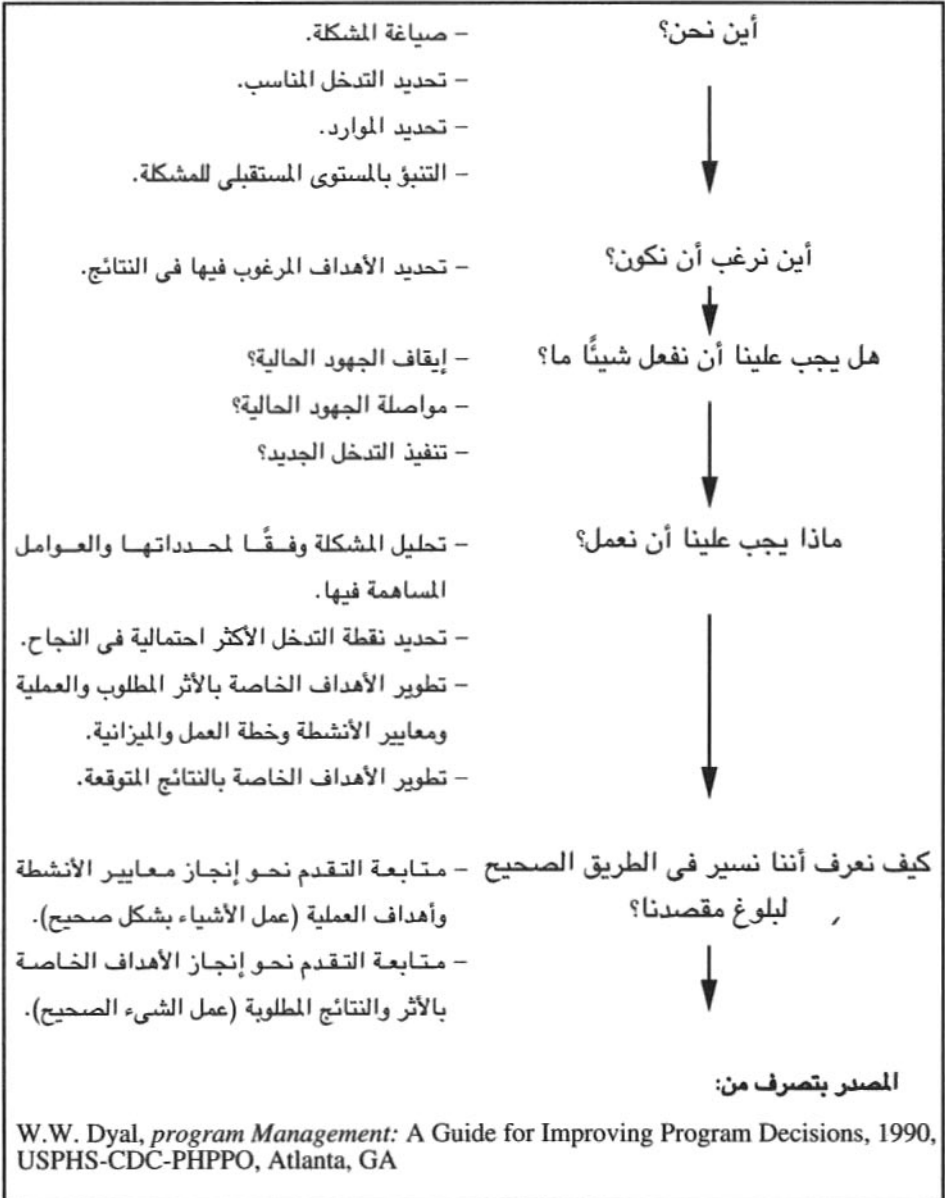 أين نحن؟
– صياغة المشكلة.
– تحديد التدخل المناسب.
– تحديد الموارد.
– التنبؤ بالمستوى المستقبلى للمشكلة.
أين نرغب أن نكون؟
– تحديد الأهداف المرغوب فيها فى النتائج.
هل يجب علينا أن نفعل شيئًا ما؟
– إيقاف الجهود الحالية؟
– مواصلة الجهود الحالية؟
– تنفيذ التدخل الجديد؟
ماذا يجب علينا أن نعمل؟
– تحليل المشكلة وفقًا لمحدداتها والعوامل
المساهمة فيها.
– تحديد نقطة التدخل الأكثر احتمالية فى النجاح.
– تطوير الأهداف الخاصة بالأثر المطلوب والعملية
ومعايير الأنشطة وخطة العمل والميزانية.
– تطوير الأهداف الخاصة بالنتائج المتوقعة.
كيف نعرف أننا نسير فى الطريق الصحيح
لبلوغ مقصدنا؟
– متابعة التقدم نحو إنجاز معايير الأنشطة
وأهداف العملية (عمل الأشياء بشكل صحيح).
– متابعة التقدم نحو إنجاز الأهداف الخاصة
بالأثر والنتائج المطلوبة (عمل الشىء الصحيح).
المصدر بتصرف من:
W.W. Dyal, program Management: A Guide for Improving Program Decisions, 1990,
USPHS-CDC-PHPPO, Atlanta, GA